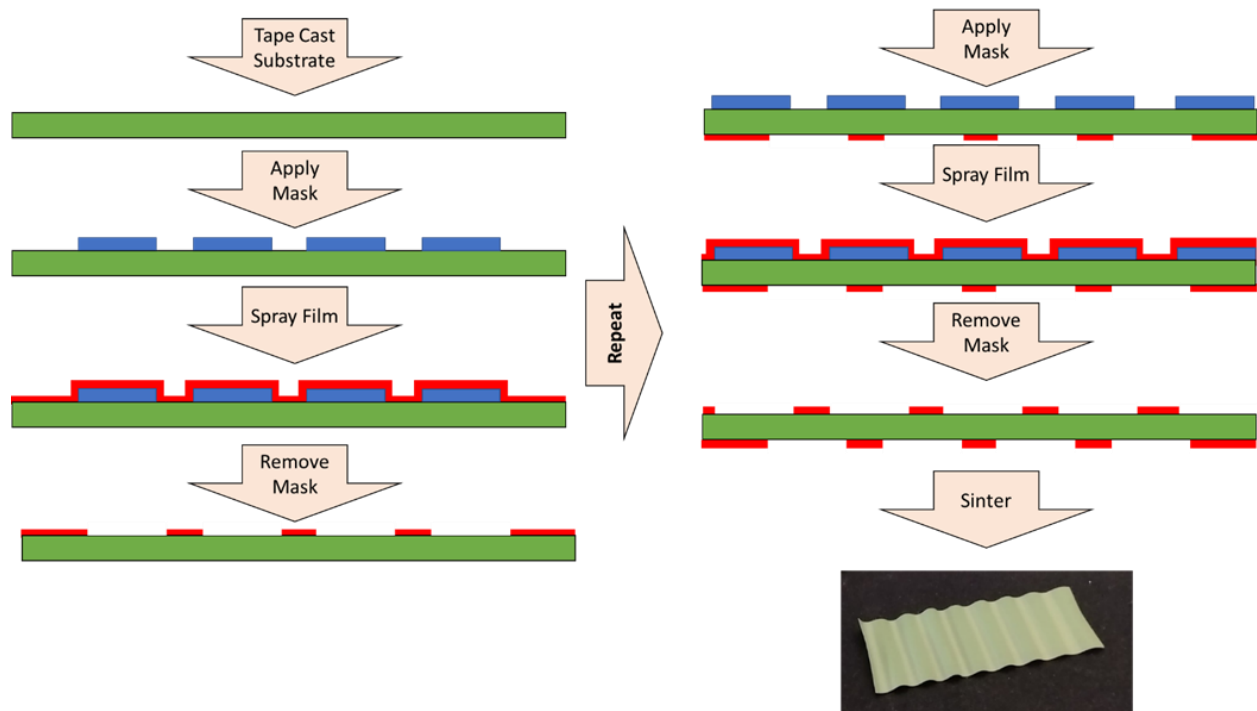 Tape Cast
Substrate
Apply
Mask
Spray Film
Remove
Mask
Repeat
Apply
Mask
Spray Film
Remove
Mask
Sinter